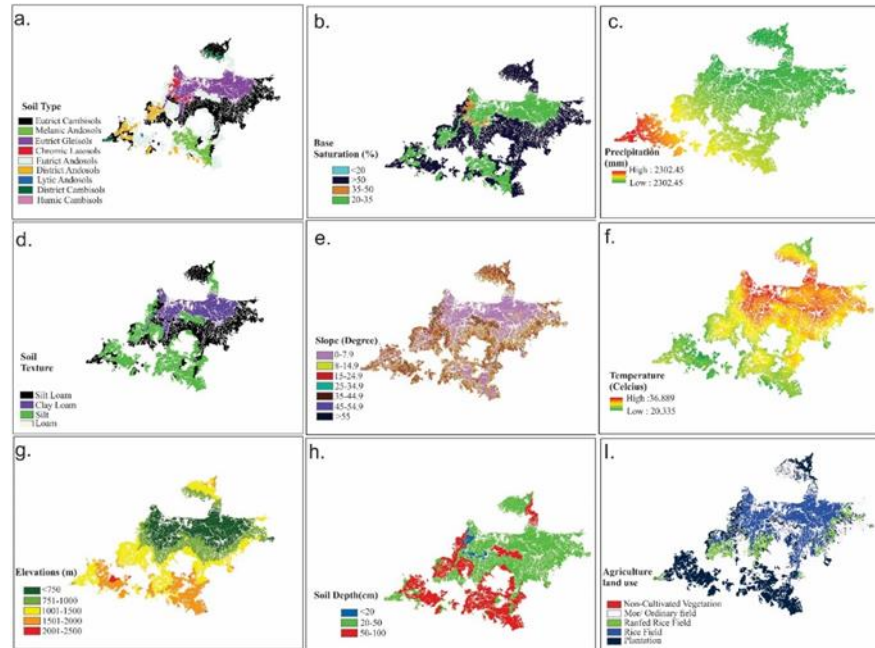 a.
Soil Type
Eutrict Cambisols
Melanic Andosols
Eotrict Gleisols
Chromic Luvisols
Futrict Andosols
District Andosols
Lytic Andosols
District Cambisols
Humic Cambisols
b.
Base
Saturation (%)
<20
>50
35-50
20-35
c.
Precipitation
(mm)
High : 2302.45
Low : 2302.45
d.
Soil
Texture
Silt Loam
Clay Loam
Silt
Loam
e.
Slope (Degree)
0-7.9
8-14.9
15-24.9
25-34.9
35-44.9
45-54.9
>55
f.
Temperature
(Celcius)
High :36.889
Low : 20.335
g.
Elevations (m)
<750
751-1000
1001-1500
1501-2000
2001-2500
h.
Soil Depth(cm)
<20
20-50
50-100
I.
Agriculture
land use
Non-Cultivated Vegetation
Moe/ Ordinary field
Ranfed Rice Field
Rice Field
Plantation